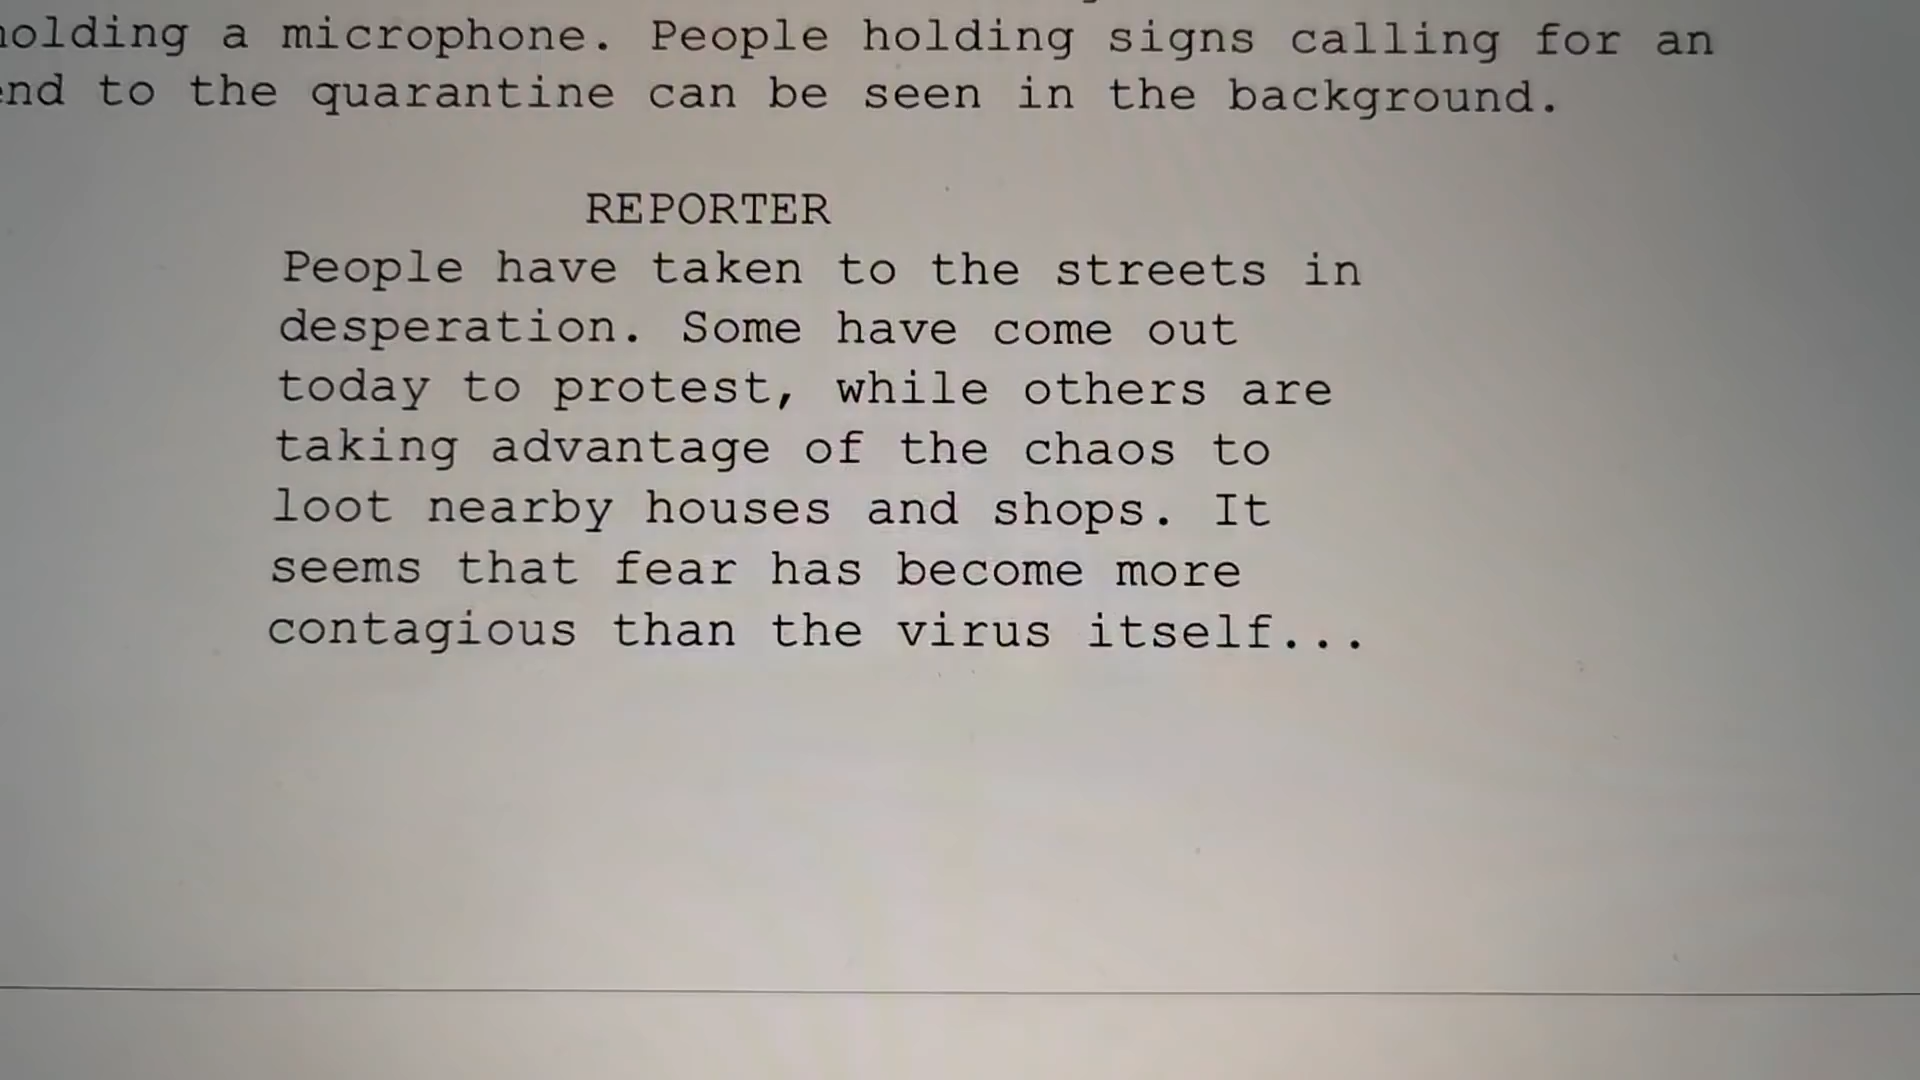 holding a microphone. People holding signs calling for an
end to the quarantine can be seen in the background.
REPORTER
People have taken to the streets in
desperation. Some have come out
today to protest, while others are
taking advantage of the chaos to
loot nearby houses and shops. It
seems that fear has become more
contagious than the virus itself...